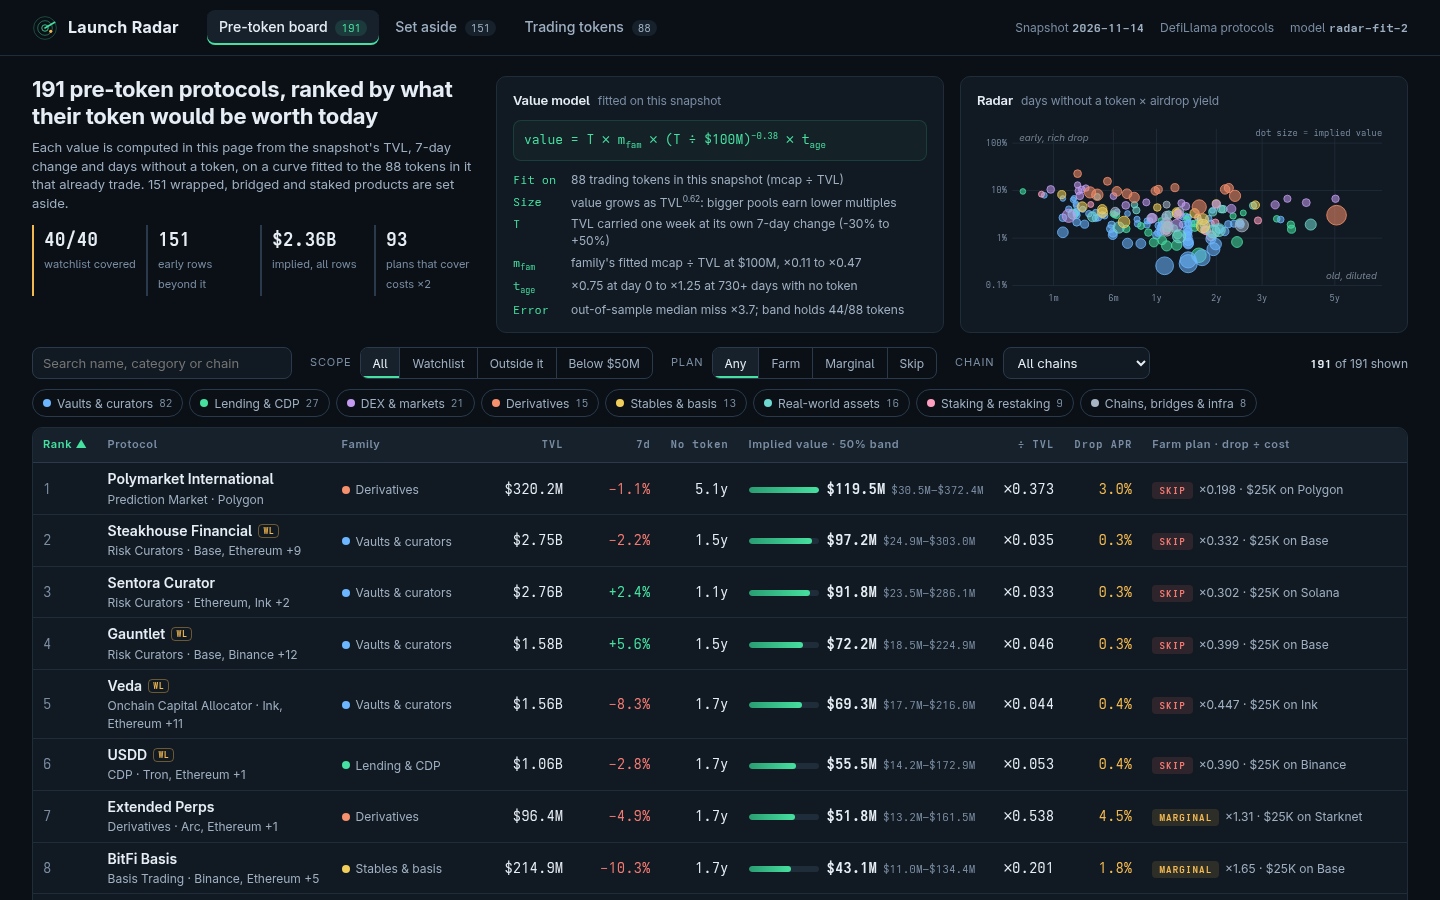 Launch Radar
Pre-token board 191
Set aside 151
Trading tokens 88
Snapshot 2026-11-14 DefiLlama protocols model radar-fit-2
191 pre-token protocols, ranked by what
their token would be worth today
Each value is computed in this page from the snapshot's TVL, 7-day
change and days without a token, on a curve fitted to the 88 tokens in it
that already trade. 151 wrapped, bridged and staked products are set
aside.
40/40
watchlist covered
151
early rows
beyond it
$2.36B
implied, all rows
93
plans that cover
costs ×2
Value model fitted on this snapshot
value = T × m_fam × (T ÷ $100M)^−0.38 × t_age
Fit on 88 trading tokens in this snapshot (mcap ÷ TVL)
Size value grows as TVL^0.62: bigger pools earn lower multiples
T TVL carried one week at its own 7-day change (-30% to
+50%)
m_fam family's fitted mcap ÷ TVL at $100M, ×0.11 to ×0.47
t_age ×0.75 at day 0 to ×1.25 at 730+ days with no token
Error out-of-sample median miss ×3.7; band holds 44/88 tokens
Radar days without a token × airdrop yield
early, rich drop
dot size = implied value
100%
10%
1%
0.1%
old, diluted
1m 6m 1y 2y 3y 5y
Search name, category or chain
SCOPE All Watchlist Outside it Below $50M
PLAN Any Farm Marginal Skip
CHAIN All chains
191 of 191 shown
Vaults & curators 82
Lending & CDP 27
DEX & markets 21
Derivatives 15
Stables & basis 13
Real-world assets 16
Staking & restaking 9
Chains, bridges & infra 8
Rank ▲ Protocol Family TVL 7d No token Implied value · 50% band ÷ TVL Drop APR Farm plan · drop ÷ cost
1 Polymarket International Derivatives $320.2M −1.1% 5.1y $119.5M $30.5M–$372.4M ×0.373 3.0% SKIP ×0.198 · $25K on Polygon
Prediction Market · Polygon
2 Steakhouse Financial WL Vaults & curators $2.75B −2.2% 1.5y $97.2M $24.9M–$303.0M ×0.035 0.3% SKIP ×0.332 · $25K on Base
Risk Curators · Base, Ethereum +9
3 Sentora Curator Vaults & curators $2.76B +2.4% 1.1y $91.8M $23.5M–$286.1M ×0.033 0.3% SKIP ×0.302 · $25K on Solana
Risk Curators · Ethereum, Ink +2
4 Gauntlet WL Vaults & curators $1.58B +5.6% 1.5y $72.2M $18.5M–$224.9M ×0.046 0.3% SKIP ×0.399 · $25K on Base
Risk Curators · Base, Binance +12
5 Veda WL Vaults & curators $1.56B −8.3% 1.7y $69.3M $17.7M–$216.0M ×0.044 0.4% SKIP ×0.447 · $25K on Ink
Onchain Capital Allocator · Ink,
Ethereum +11
6 USDD WL Lending & CDP $1.06B −2.8% 1.7y $55.5M $14.2M–$172.9M ×0.053 0.4% SKIP ×0.390 · $25K on Binance
CDP · Tron, Ethereum +1
7 Extended Perps Derivatives $96.4M −4.9% 1.7y $51.8M $13.2M–$161.5M ×0.538 4.5% MARGINAL ×1.31 · $25K on Starknet
Derivatives · Arc, Ethereum +1
8 BitFi Basis Stables & basis $214.9M −10.3% 1.7y $43.1M $11.0M–$134.4M ×0.201 1.8% MARGINAL ×1.65 · $25K on Base
Basis Trading · Binance, Ethereum +5